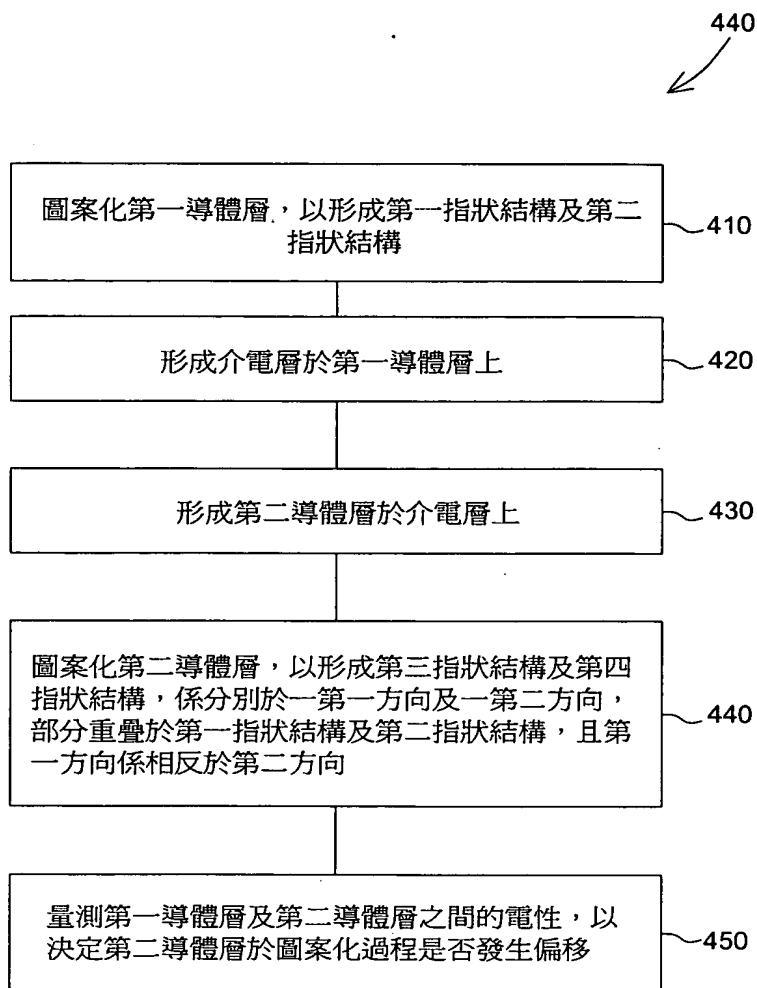 440
圖案化第一導體層，以形成第一指狀結構及第二
指狀結構
410
形成介電層於第一導體層上
420
形成第二導體層於介電層上
430
圖案化第二導體層，以形成第三指狀結構及第四
指狀結構，係分別於一第一方向及一第二方向，
部分重疊於第一指狀結構及第二指狀結構，且第
一方向係相反於第二方向
440
量測第一導體層及第二導體層之間的電性，以
決定第二導體層於圖案化過程是否發生偏移
450